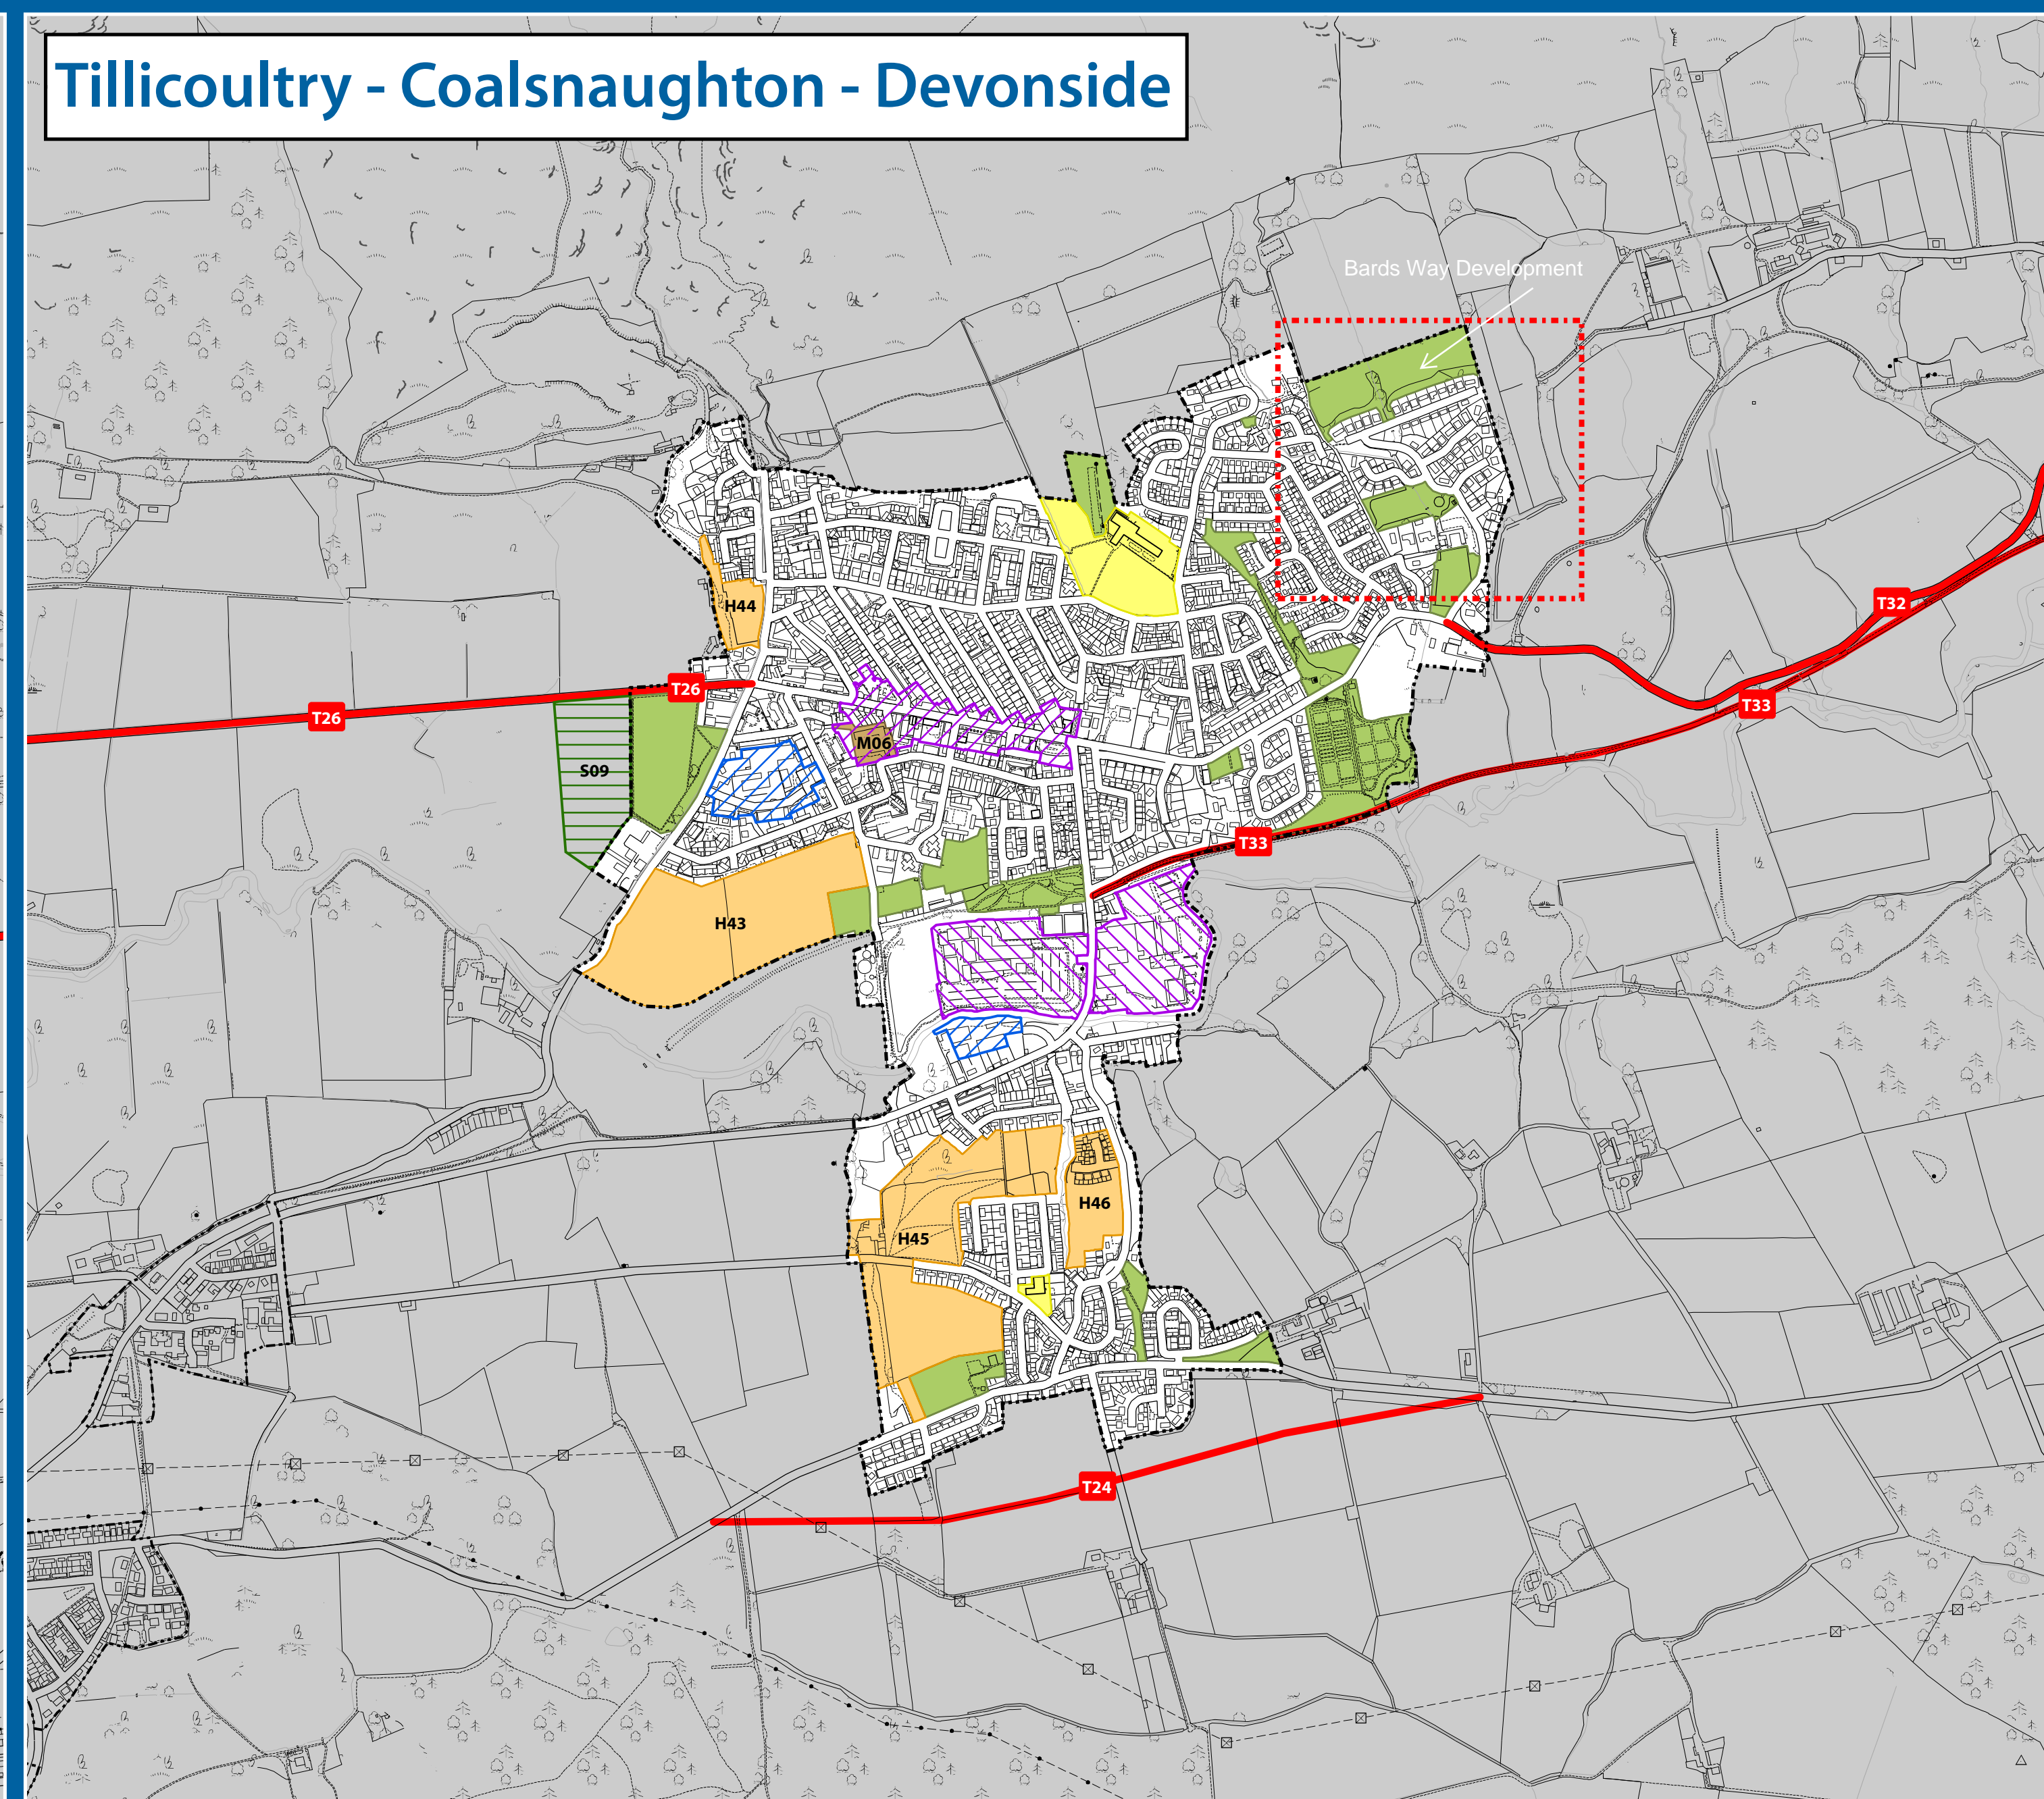 Tillicoultry - Coalsnaughton - Devonside
Bards Way Development
T32
H44
T26
T33
T26
M06
S09
T33
H43
H46
H45
T24